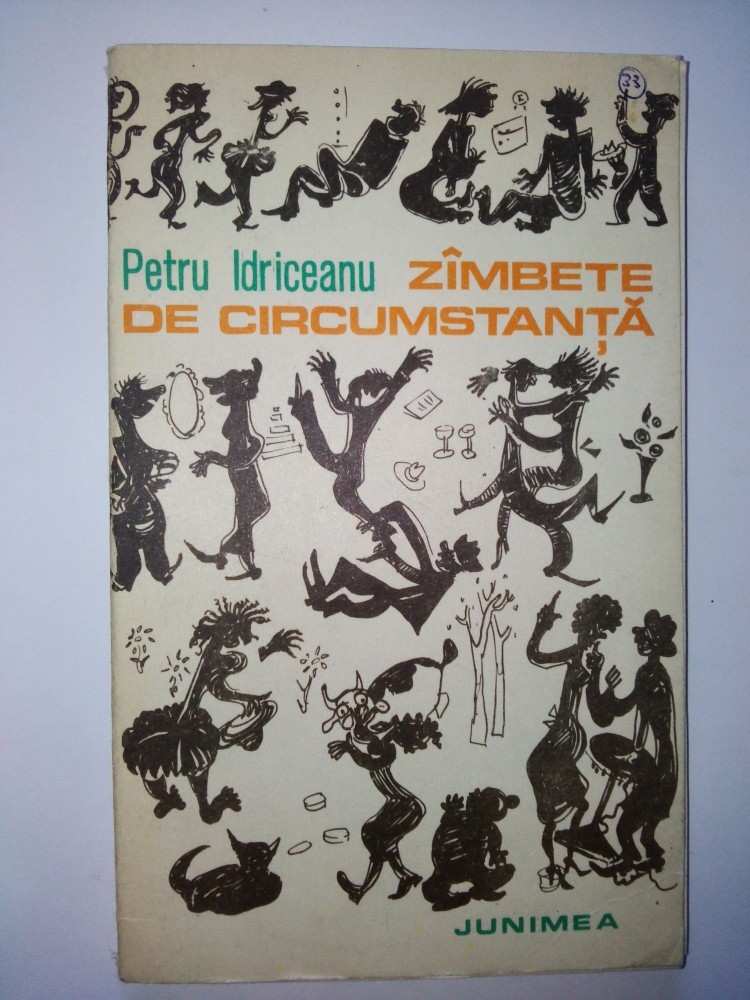 33
Petru Idriceanu ZÎMBETE
DE CIRCUMSTANȚĂ
JUNIMEA